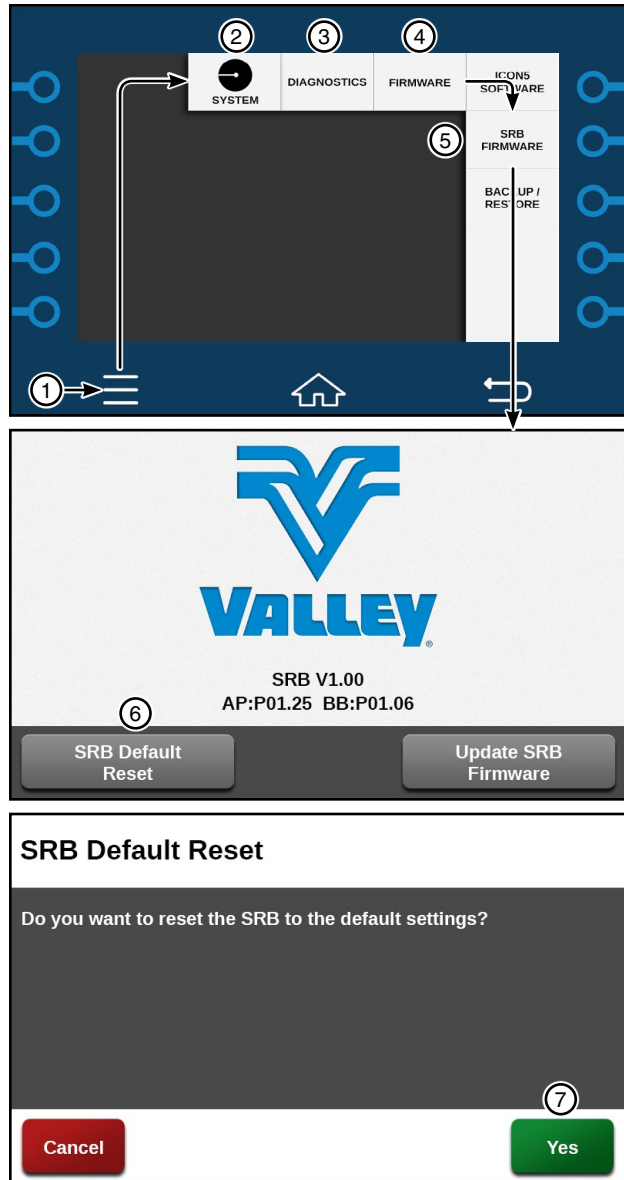 2
3
4
SYSTEM
DIAGNOSTICS
FIRMWARE
ICON5
SOFTWARE
5
SRB
FIRMWARE
BACKUP /
RESTORE
1
VALLEY®
SRB V1.00
AP:P01.25 BB:P01.06
6
SRB Default
Reset
Update SRB
Firmware
SRB Default Reset
Do you want to reset the SRB to the default settings?
7
Cancel
Yes